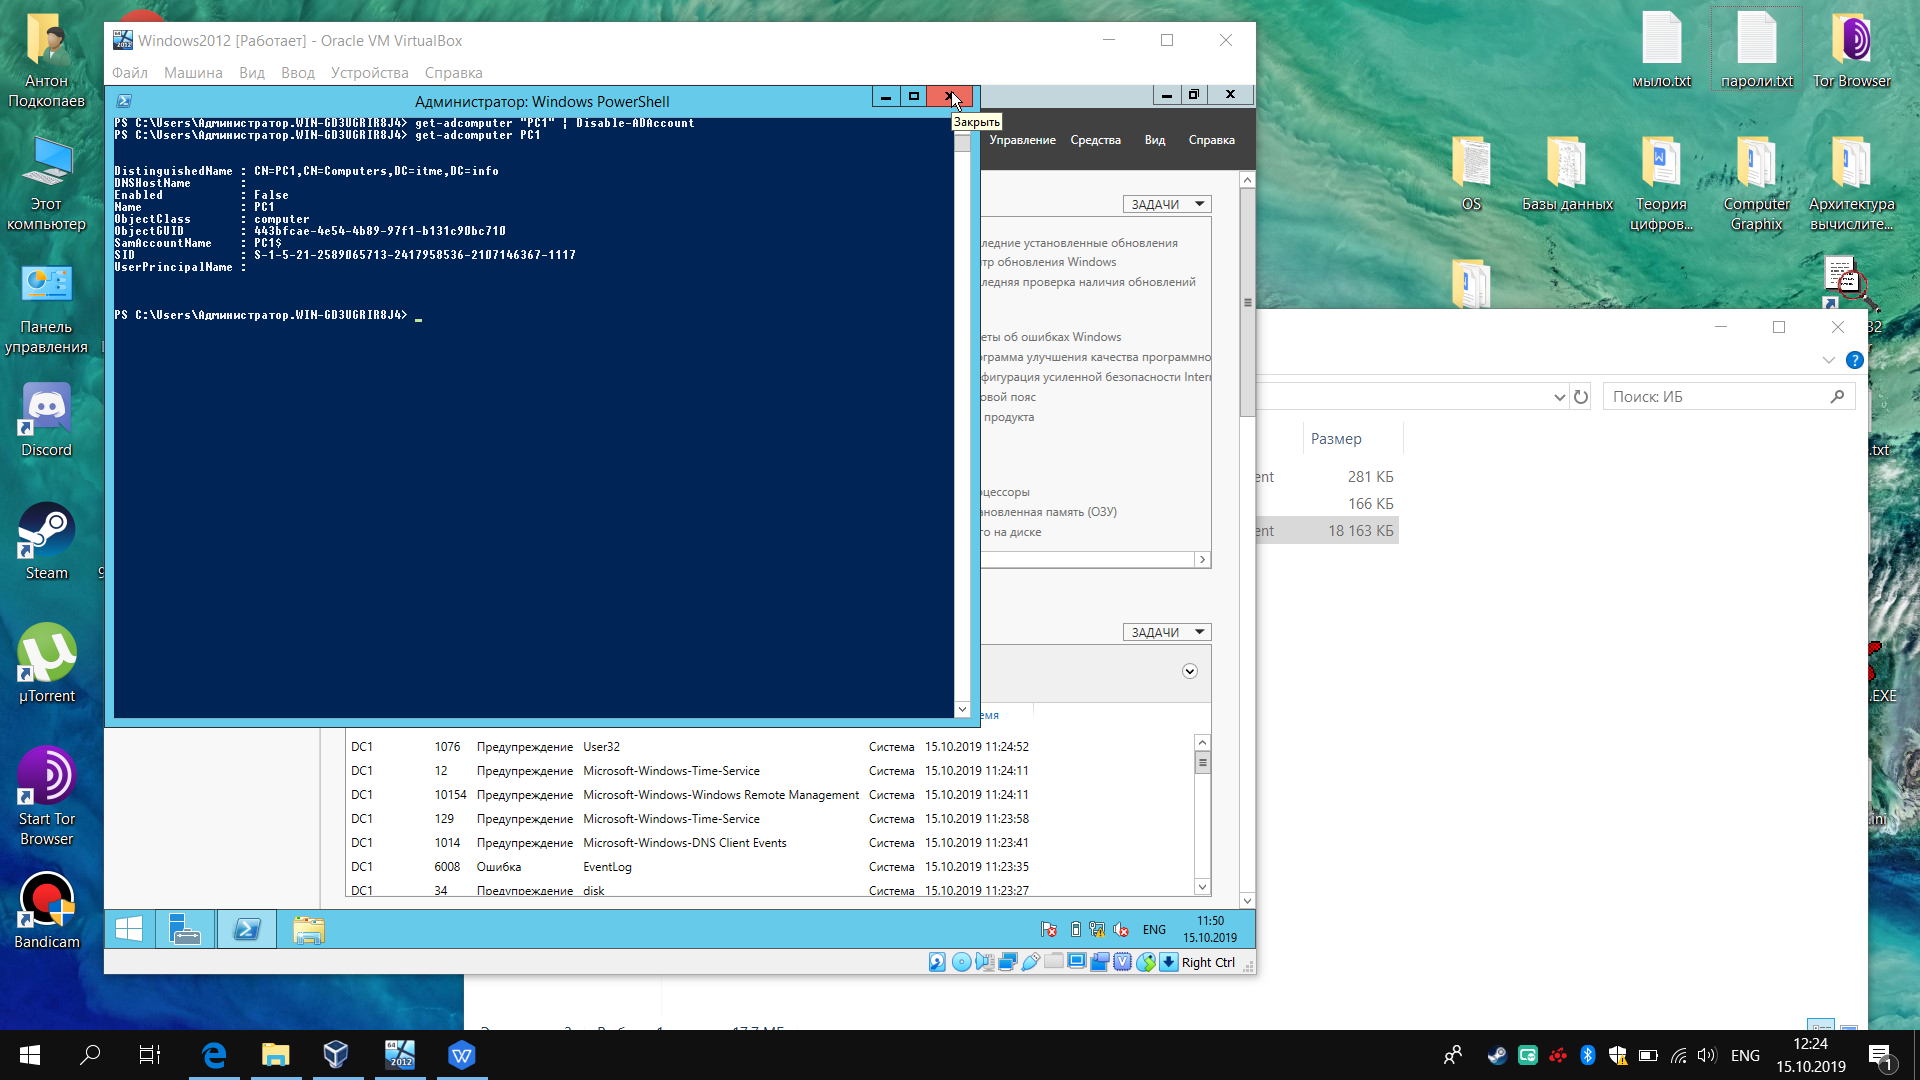 Антон
Подкопаев
Этот
компьютер
Панель
управления
Discord
Steam
µTorrent
Start Tor
Browser
Bandicam
Windows2012 [Работает] - Oracle VM VirtualBox
Файл Машина Вид Ввод Устройства Справка
Администратор: Windows PowerShell
Закрыть
PS C:\Users\Администратор.WIN-GD3UGRIR8J4> get-adcomputer "PC1" | Disable-ADAccount
PS C:\Users\Администратор.WIN-GD3UGRIR8J4> get-adcomputer PC1
DistinguishedName : CN=PC1,CN=Computers,DC=itme,DC=info
DNSHostName :
Enabled : False
Name : PC1
ObjectClass : computer
ObjectGUID : 443bfcae-4e54-4b89-97f1-b131c90bc710
SamAccountName : PC1$
SID : S-1-5-21-2589065713-2417958536-2107146367-1117
UserPrincipalName :
PS C:\Users\Администратор.WIN-GD3UGRIR8J4>
Управление Средства Вид Справка
ЗАДАЧИ
ледние установленные обновления
тр обновления Windows
ледняя проверка наличия обновлений
еты об ошибках Windows
ограмма улучшения качества программно
фигурация усиленной безопасности Inter
овой пояс
продукта
цессоры
ановленная память (ОЗУ)
го на диске
ЗАДАЧИ
емя
DC1 1076 Предупреждение User32 Система 15.10.2019 11:24:52
DC1 12 Предупреждение Microsoft-Windows-Time-Service Система 15.10.2019 11:24:11
DC1 10154 Предупреждение Microsoft-Windows-Windows Remote Management Система 15.10.2019 11:24:11
DC1 129 Предупреждение Microsoft-Windows-Time-Service Система 15.10.2019 11:23:58
DC1 1014 Предупреждение Microsoft-Windows-DNS Client Events Система 15.10.2019 11:23:41
DC1 6008 Ошибка EventLog Система 15.10.2019 11:23:35
DC1 34 Предупреждение disk Система 15.10.2019 11:23:27
ENG
11:50
15.10.2019
Right Ctrl
мыло.txt
пароли.txt
Tor Browser
OS
Базы данных
Теория
цифров...
Computer
Graphix
Архитектура
вычислите...
32
Поиск: ИБ
Размер
ent 281 КБ
166 КБ
ent 18 163 КБ
.txt
.EXE
.ini
2012
ENG
12:24
15.10.2019
1